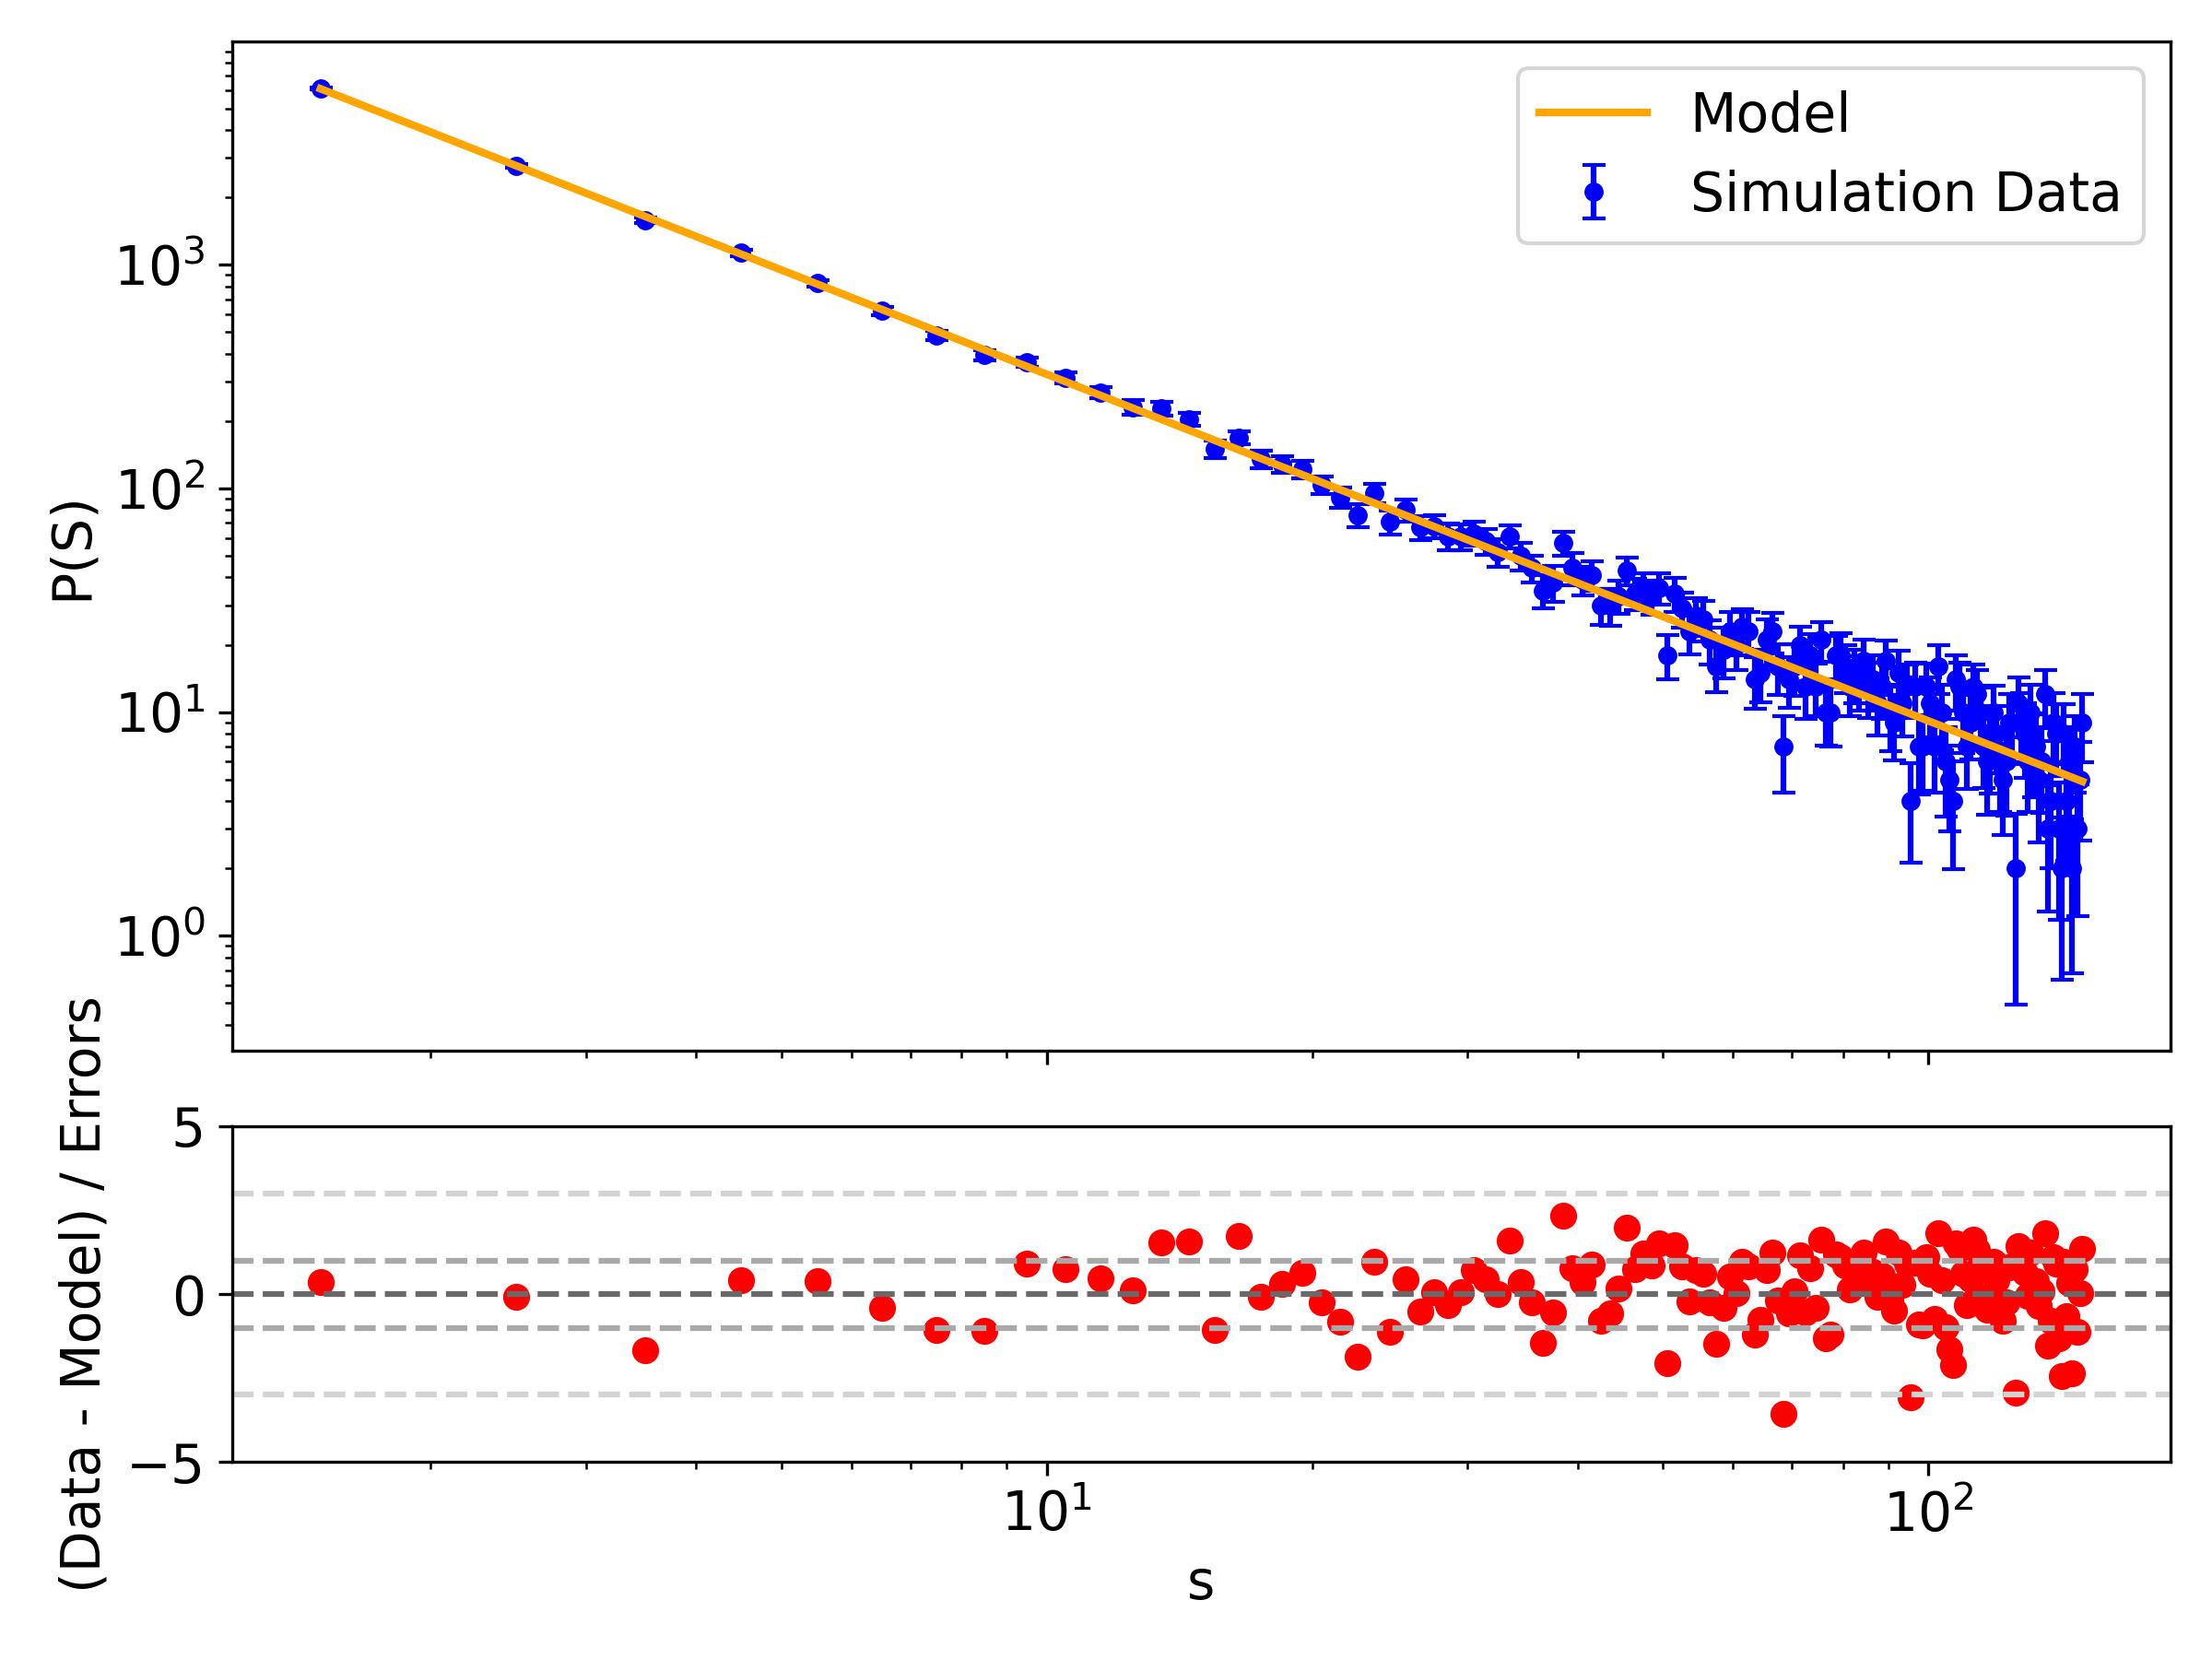 Model
Simulation Data
P(S)
10³
10²
10¹
10⁰
(Data - Model) / Errors
5
0
−5
10¹
10²
s